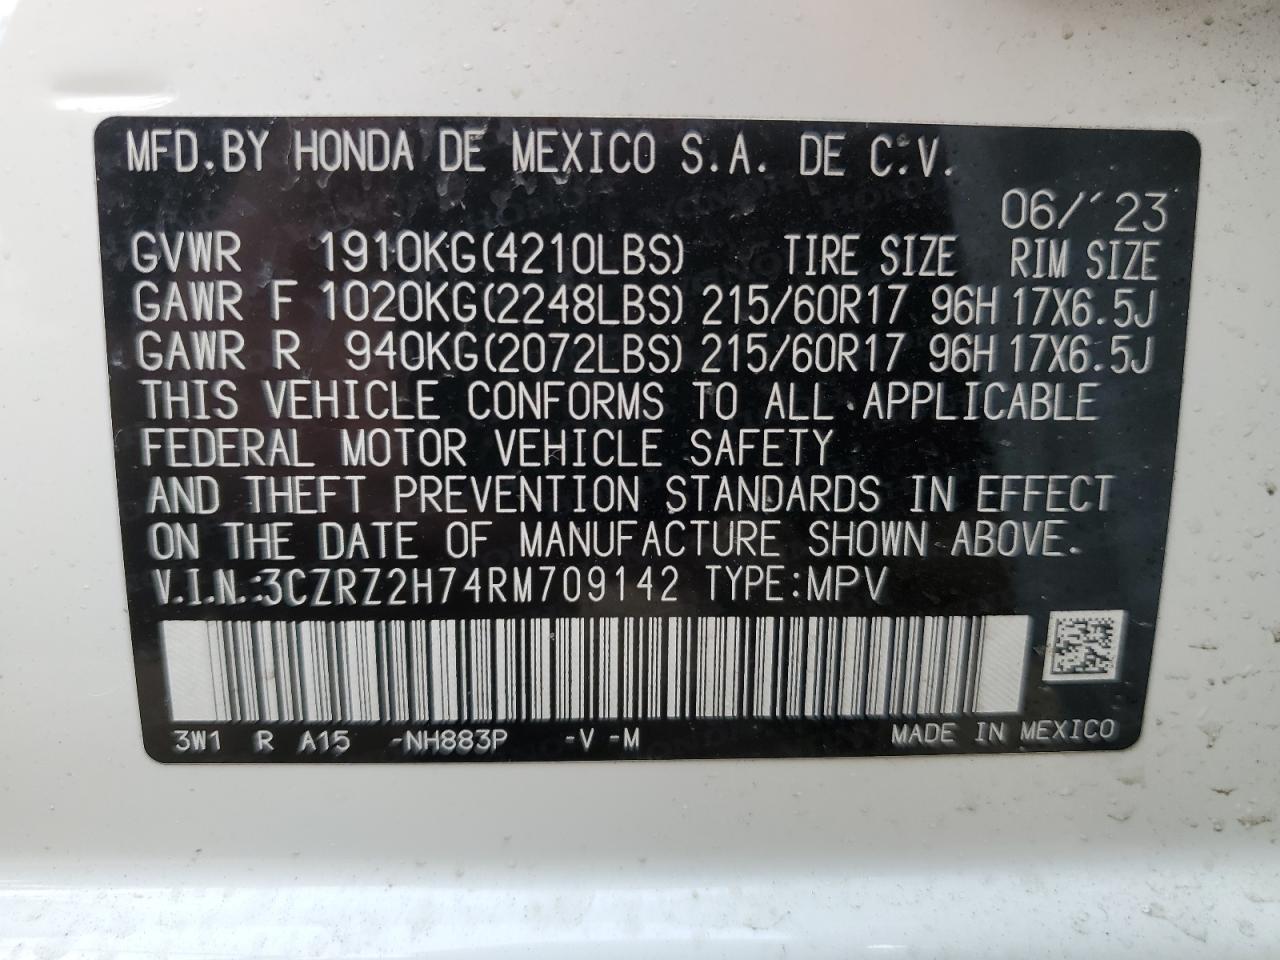 MFD.BY HONDA DE MEXICO S.A. DE C.V.
06/'23
GVWR 1910KG(4210LBS) TIRE SIZE RIM SIZE
GAWR F 1020KG(2248LBS) 215/60R17 96H 17X6.5J
GAWR R 940KG(2072LBS) 215/60R17 96H 17X6.5J
THIS VEHICLE CONFORMS TO ALL APPLICABLE
FEDERAL MOTOR VEHICLE SAFETY
AND THEFT PREVENTION STANDARDS IN EFFECT
ON THE DATE OF MANUFACTURE SHOWN ABOVE.
V.I.N.:3CZRZ2H74RM709142 TYPE:MPV
3W1 R A15 -NH883P -V -M MADE IN MEXICO